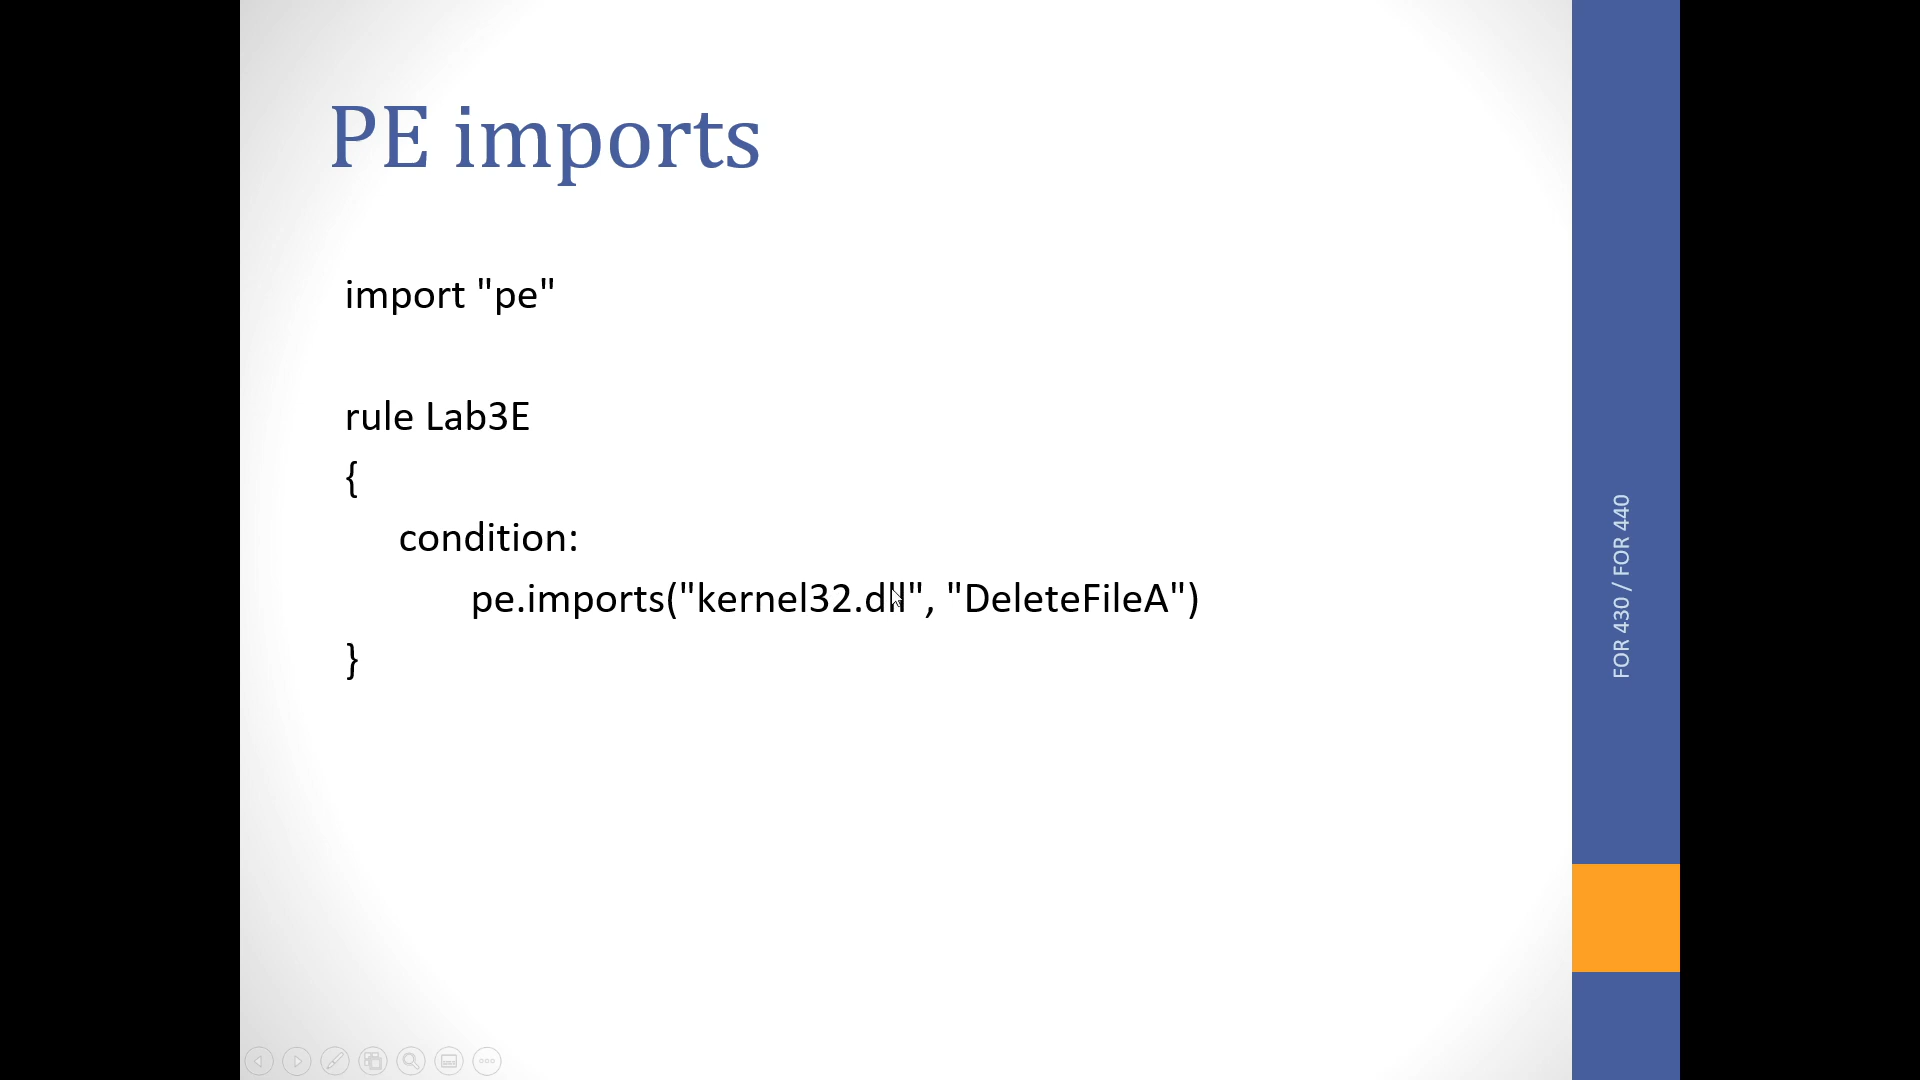 PE imports
import "pe"
rule Lab3E
{
condition:
pe.imports("kernel32.dll", "DeleteFileA")
}
FOR 430 / FOR 440